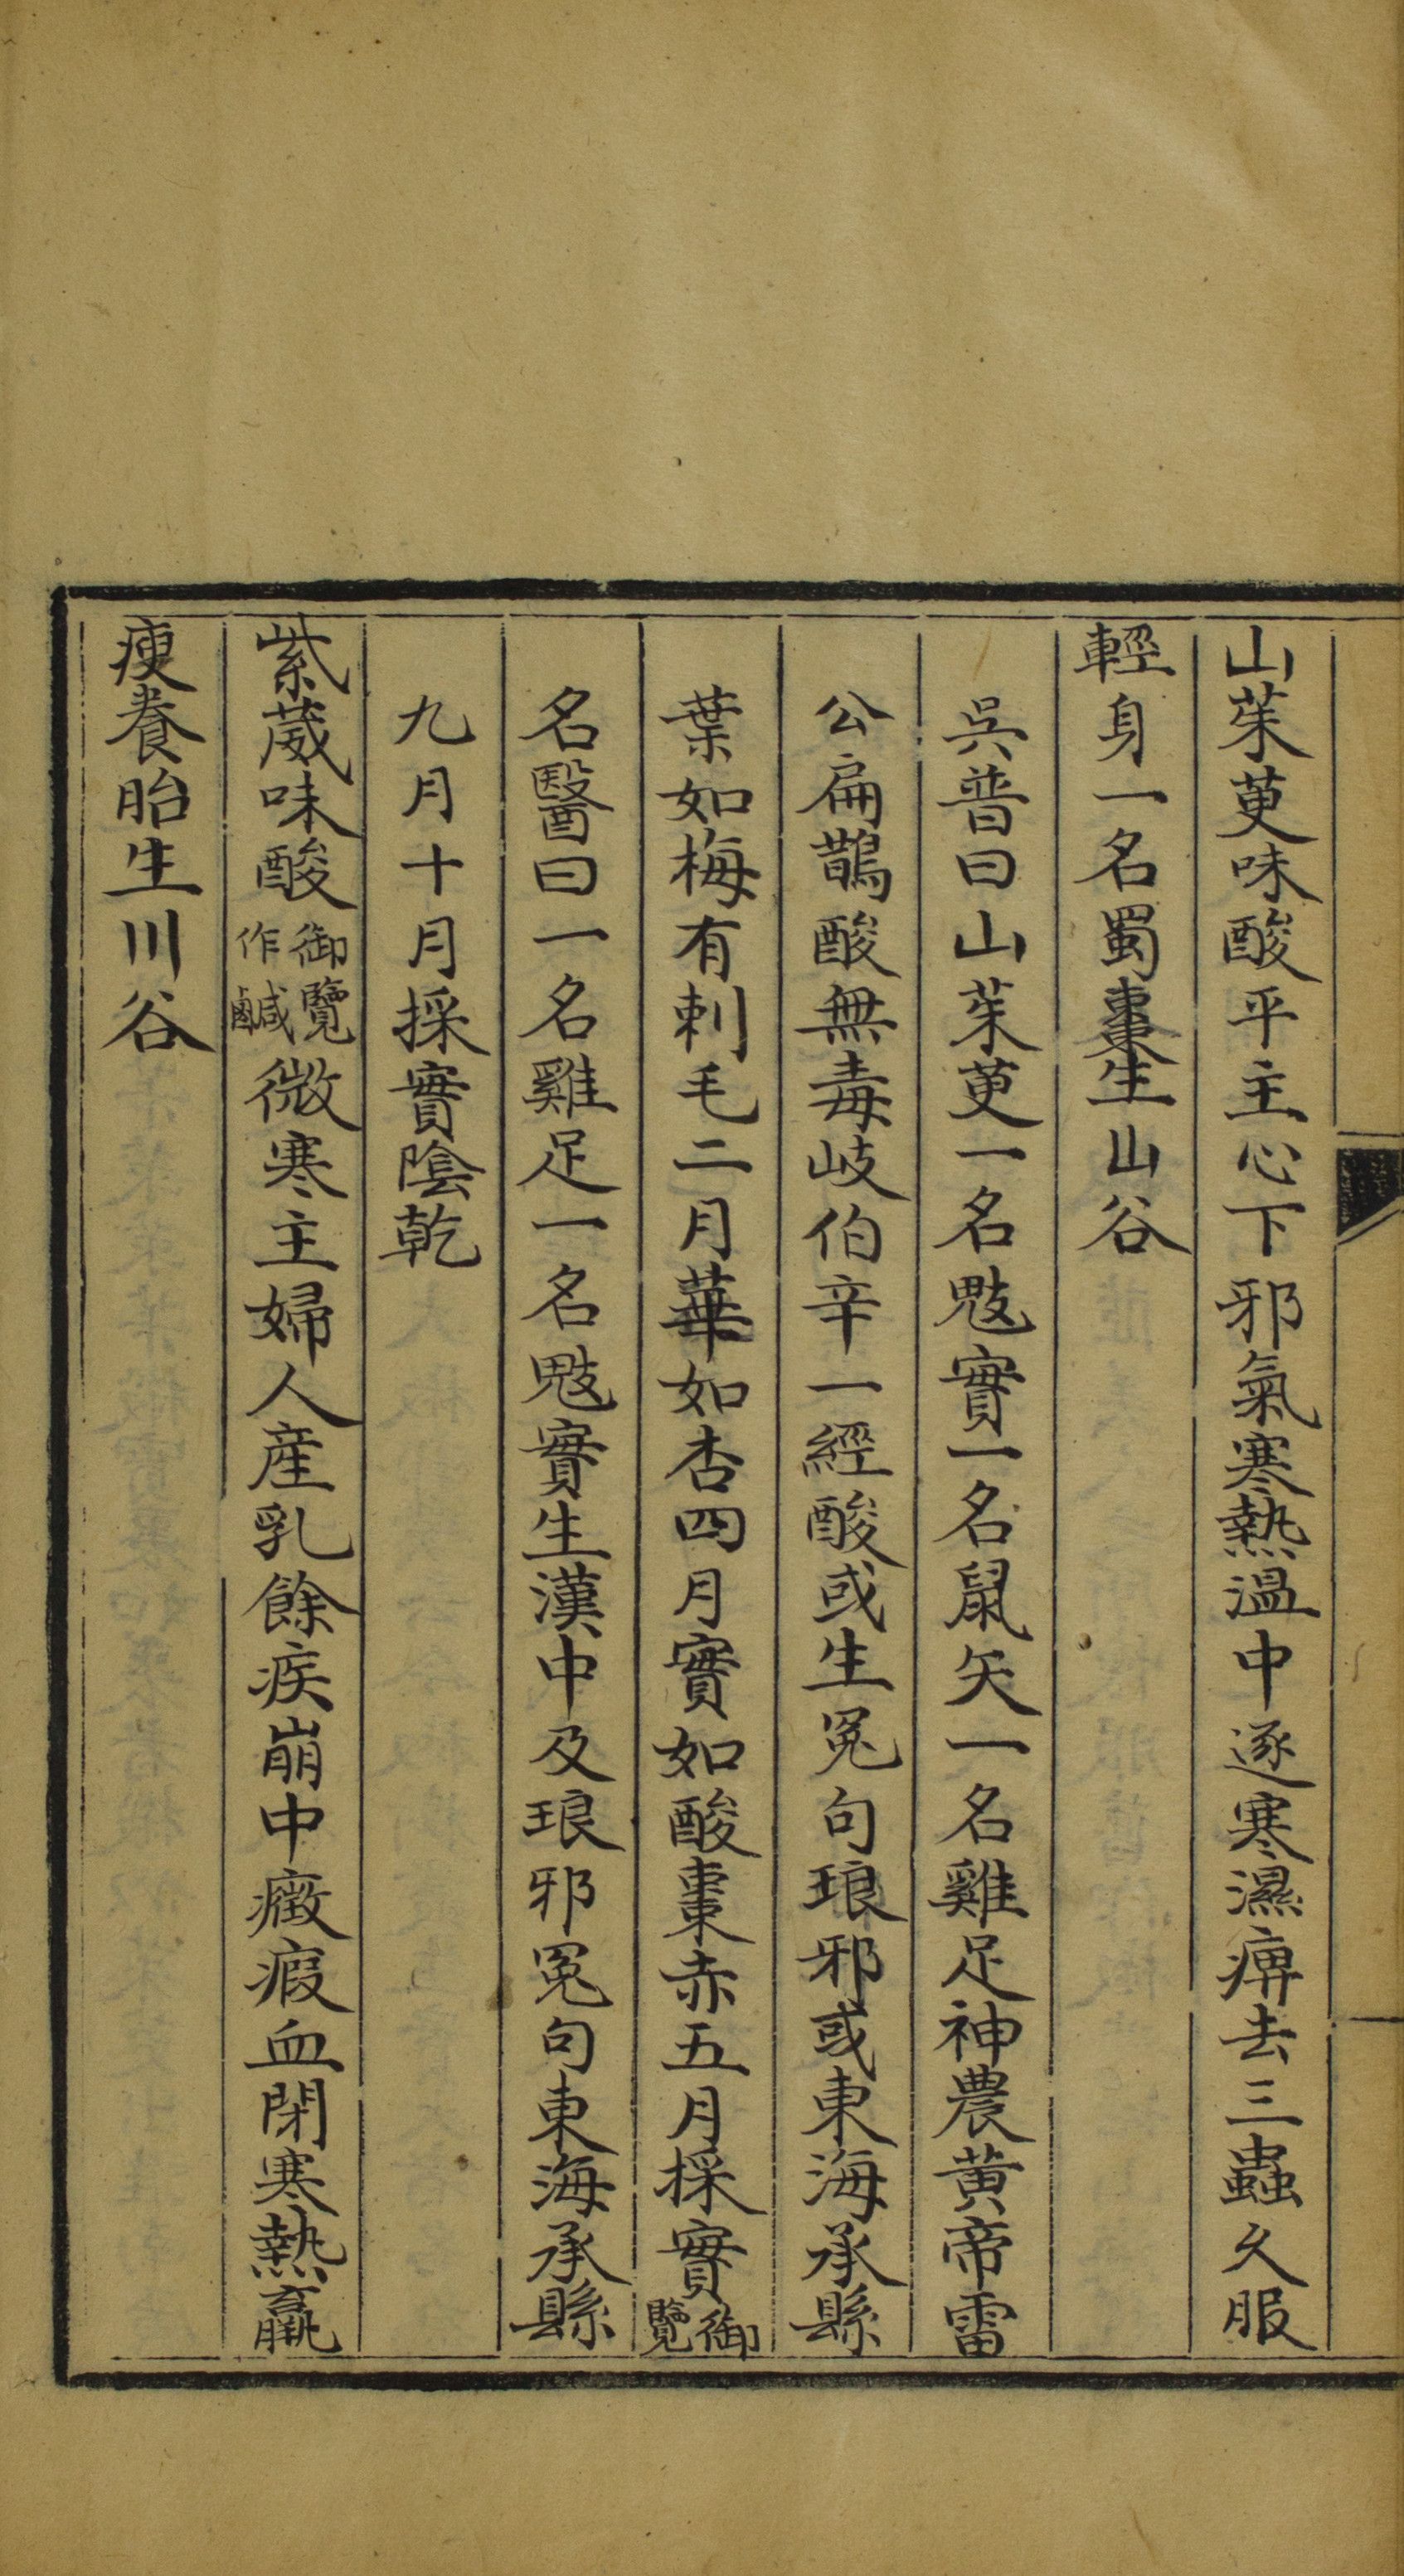 山茱萸味酸平主心下邪氣寒熱溫中逐寒濕痹去三蟲久服
輕身一名蜀棗生山谷
吳普曰山茱萸一名鬾實一名鼠矢一名雞足神農黃帝雷
公扁鵲酸無毒岐伯辛一經酸或生冤句琅邪或東海承縣
葉如梅有刺毛二月華如杏四月實如酸棗赤五月採實御覽
名醫曰一名雞足一名鬾實生漢中及琅邪冤句東海承縣
九月十月採實陰乾
紫葳味酸御覽作鹹微寒主婦人產乳餘疾崩中癥瘕血閉寒熱羸
瘦養胎生川谷